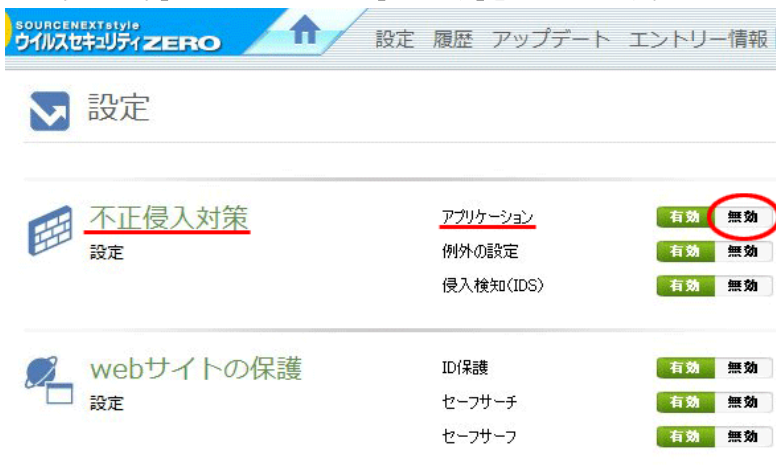 SOURCENEXTstyle
ウイルスセキュリティZERO
設定 履歴 アップデート エントリー情報
設定
不正侵入対策
設定
アプリケーション 有効 無効
例外の設定 有効 無効
侵入検知(IDS) 有効 無効
webサイトの保護
設定
ID保護 有効 無効
セーフサーチ 有効 無効
セーフサーフ 有効 無効